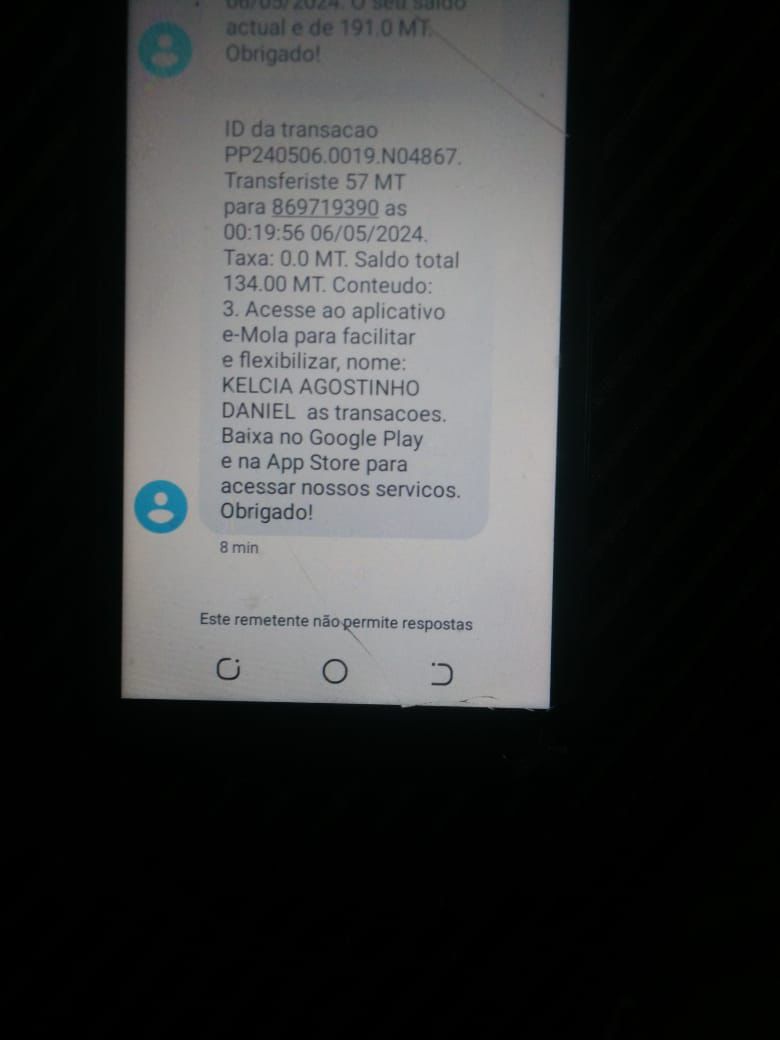 06/05/2024. O seu saldo
actual e de 191.0 MT.
Obrigado!
ID da transacao
PP240506.0019.N04867.
Transferiste 57 MT
para 869719390 as
00:19:56 06/05/2024.
Taxa: 0.0 MT. Saldo total
134.00 MT. Conteudo:
3. Acesse ao aplicativo
e-Mola para facilitar
e flexibilizar, nome:
KELCIA AGOSTINHO
DANIEL as transacoes.
Baixa no Google Play
e na App Store para
acessar nossos servicos.
Obrigado!
8 min
Este remetente não permite respostas